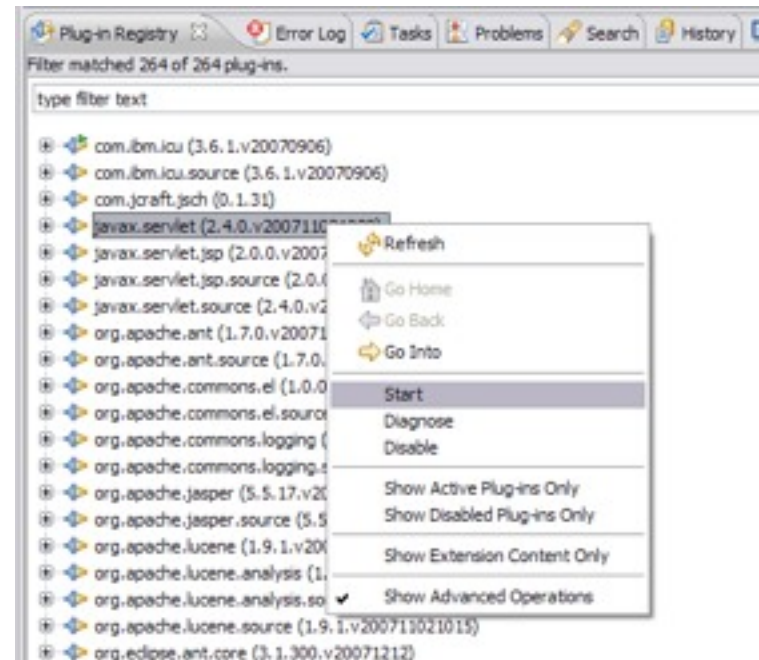 Plug-in Registry Error Log Tasks Problems Search History
Filter matched 264 of 264 plug-ins.
type filter text
com.ibm.icu (3.6.1.v20070906)
com.ibm.icu.source (3.6.1.v20070906)
com.jcraft.jsch (0.1.31)
javax.servlet (2.4.0.v200711
javax.servlet.jsp (2.0.0.v2007
javax.servlet.jsp.source (2.0.
javax.servlet.source (2.4.0.v2
org.apache.ant (1.7.0.v20071
org.apache.ant.source (1.7.0.
org.apache.commons.el (1.0.0
org.apache.commons.el.source
org.apache.commons.logging (
org.apache.commons.logging.s
org.apache.jasper (5.5.17.v20
org.apache.jasper.source (5.5
org.apache.lucene (1.9.1.v200
org.apache.lucene.analysis (1.
org.apache.lucene.analysis.so
org.apache.lucene.source (1.9.1.v200711021015)
org.eclipse.ant.core (3.1.300.v20071212)
Refresh
Go Home
Go Back
Go Into
Start
Diagnose
Disable
Show Active Plug-ins Only
Show Disabled Plug-ins Only
Show Extension Content Only
Show Advanced Operations